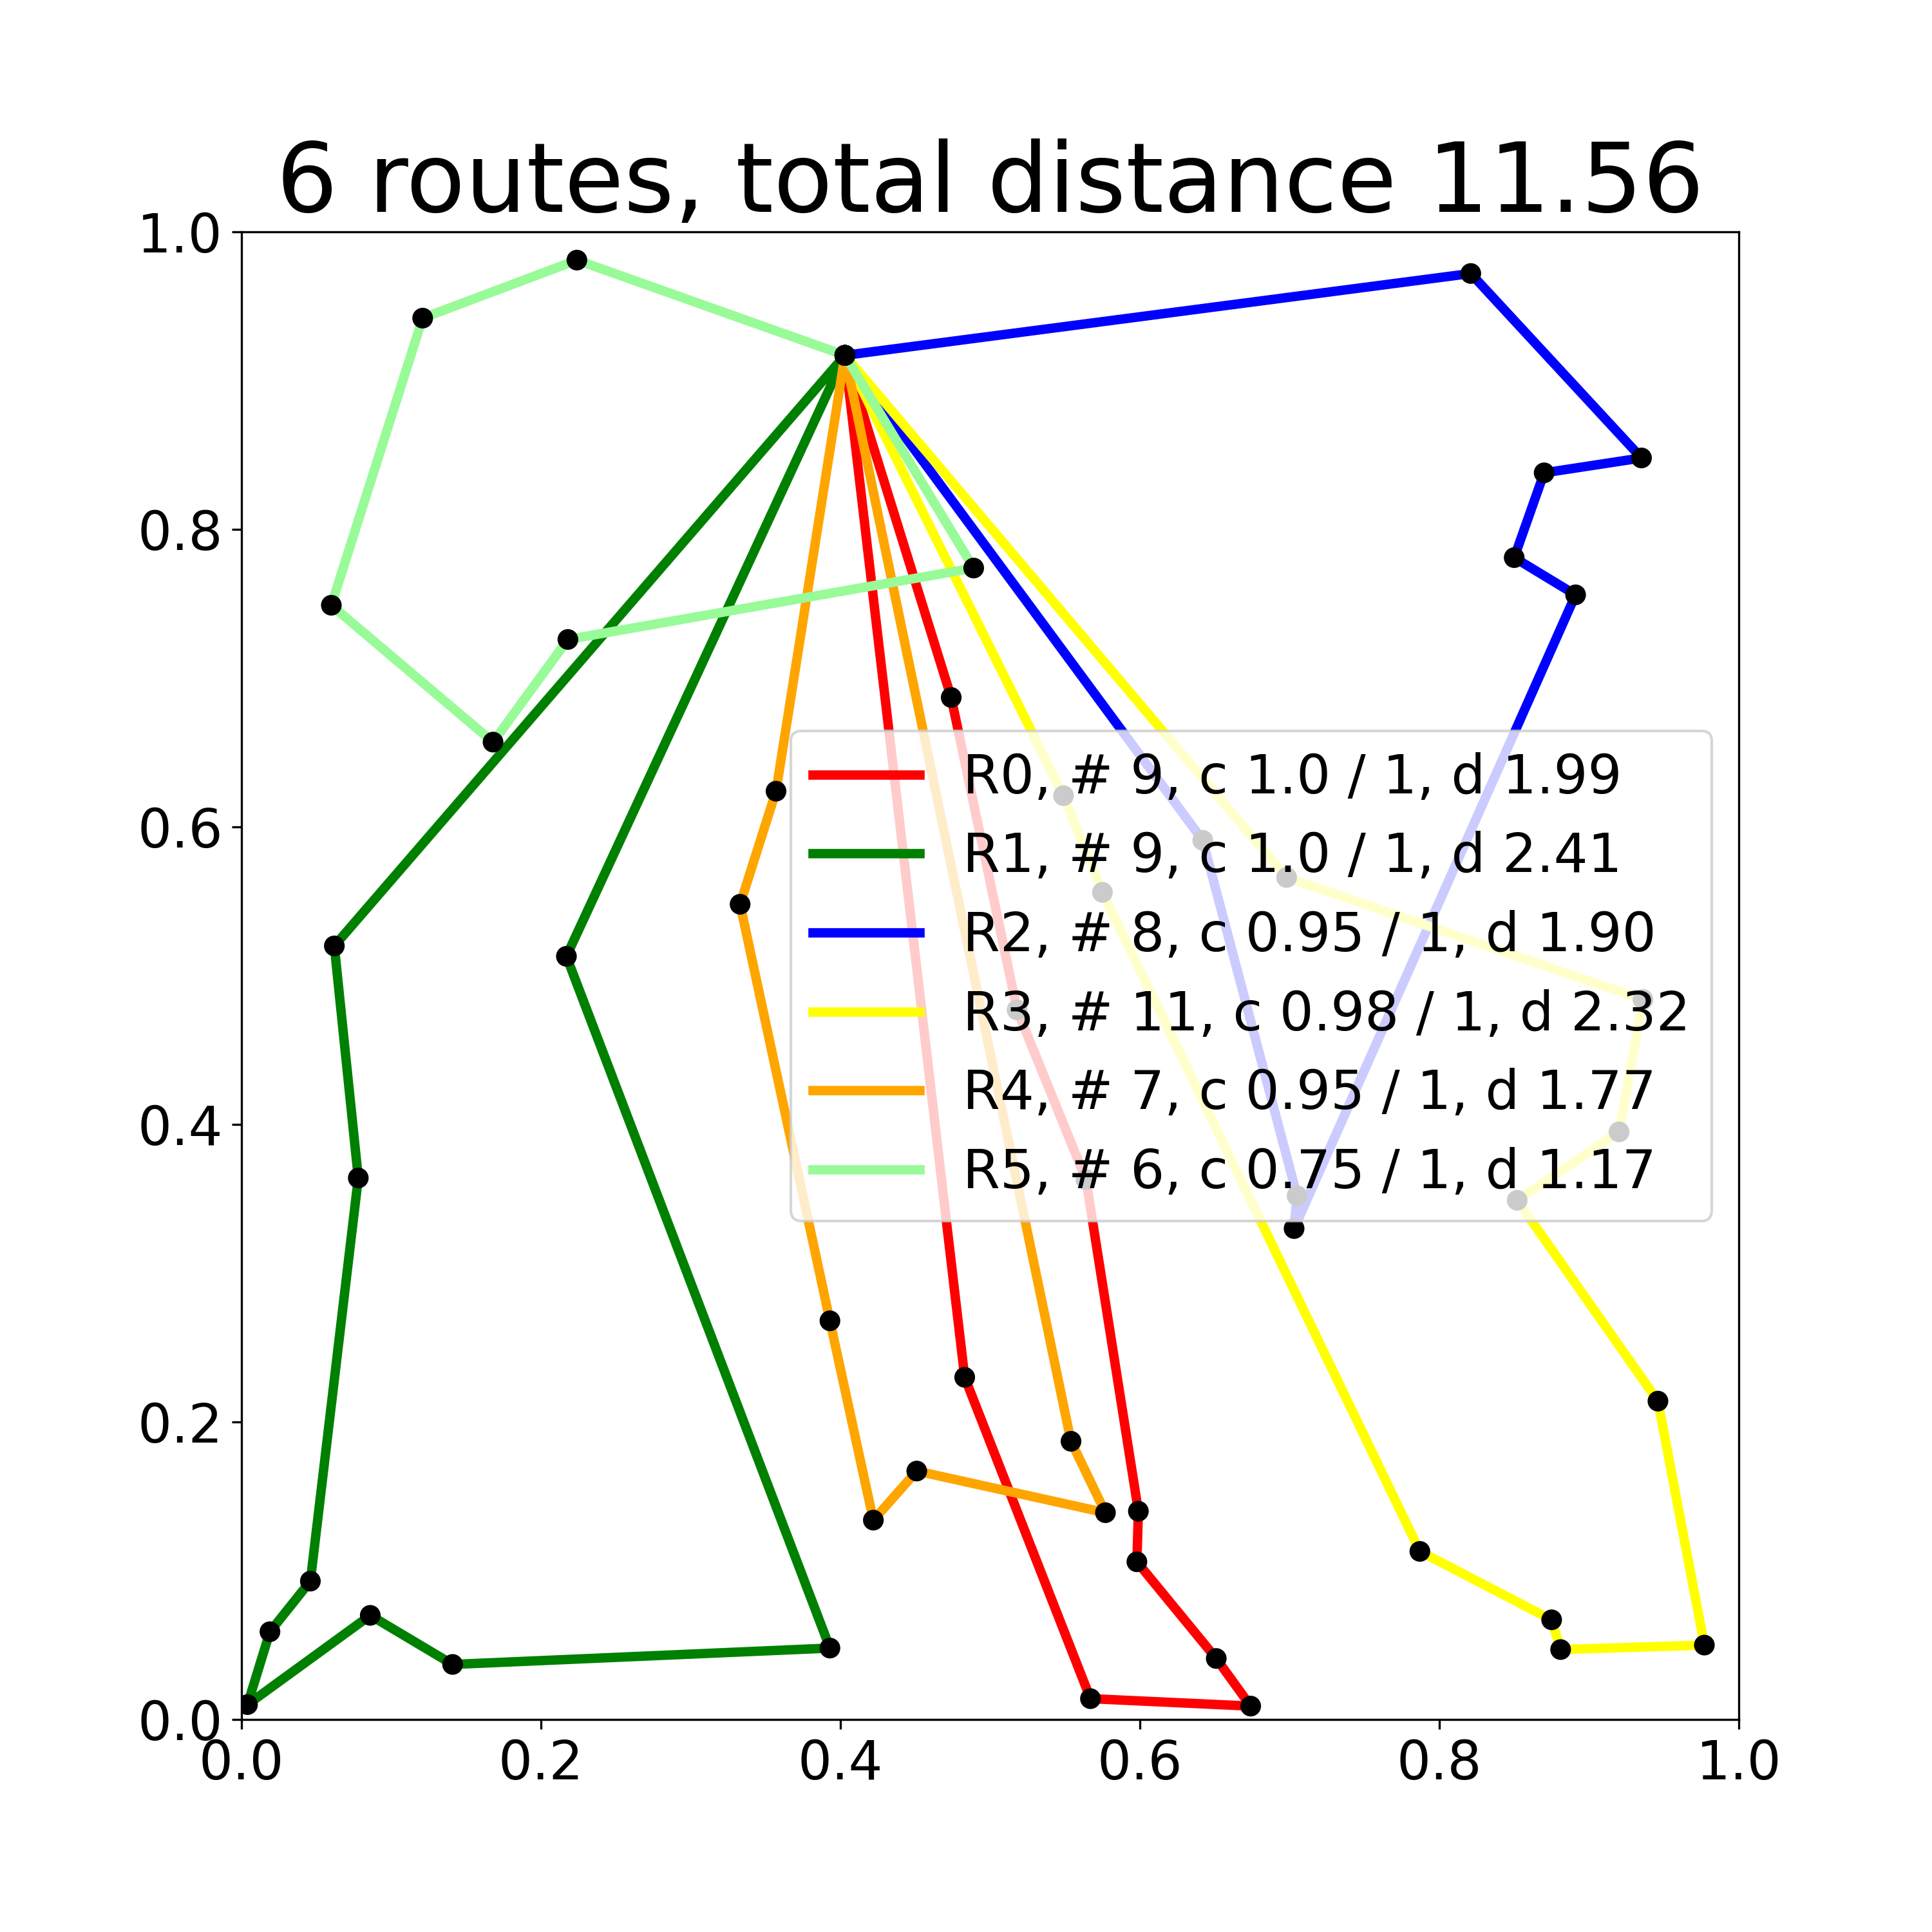 6 routes, total distance 11.56
1.0
0.8
0.6
0.4
0.2
0.0
R0, # 9, c 1.0 / 1, d 1.99
R1, # 9, c 1.0 / 1, d 2.41
R2, # 8, c 0.95 / 1, d 1.90
R3, # 11, c 0.98 / 1, d 2.32
R4, # 7, c 0.95 / 1, d 1.77
R5, # 6, c 0.75 / 1, d 1.17
0.0 0.2 0.4 0.6 0.8 1.0